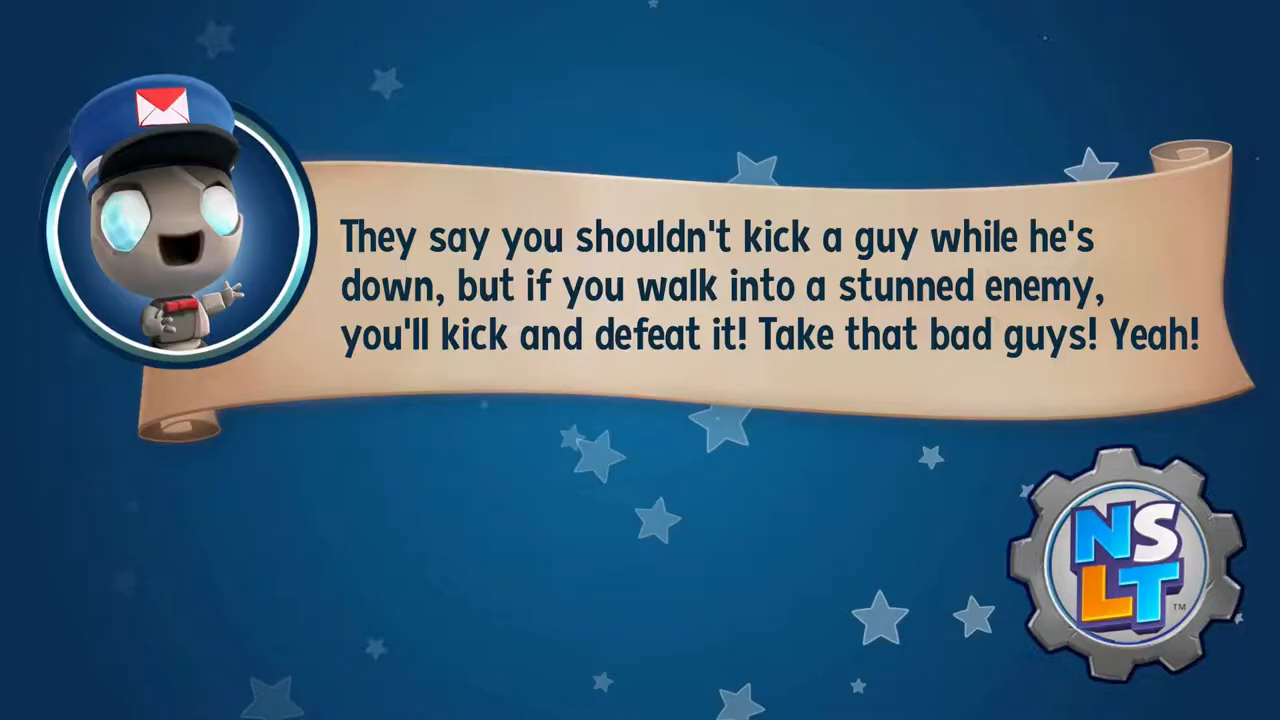 They say you shouldn't kick a guy while he's
down, but if you walk into a stunned enemy,
you'll kick and defeat it! Take that bad guys! Yeah!
NS
LT
TM